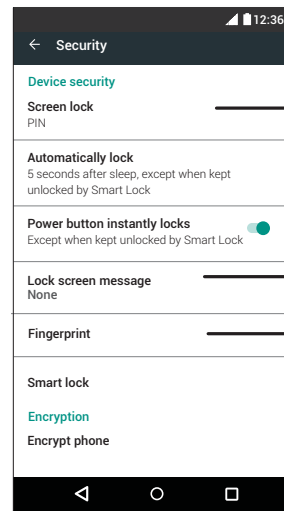 12:36
Security
Device security
Screen lock
PIN
Automatically lock
5 seconds after sleep, except when kept
unlocked by Smart Lock
Power button instantly locks
Except when kept unlocked by Smart Lock
Lock screen message
None
Fingerprint
Smart lock
Encryption
Encrypt phone